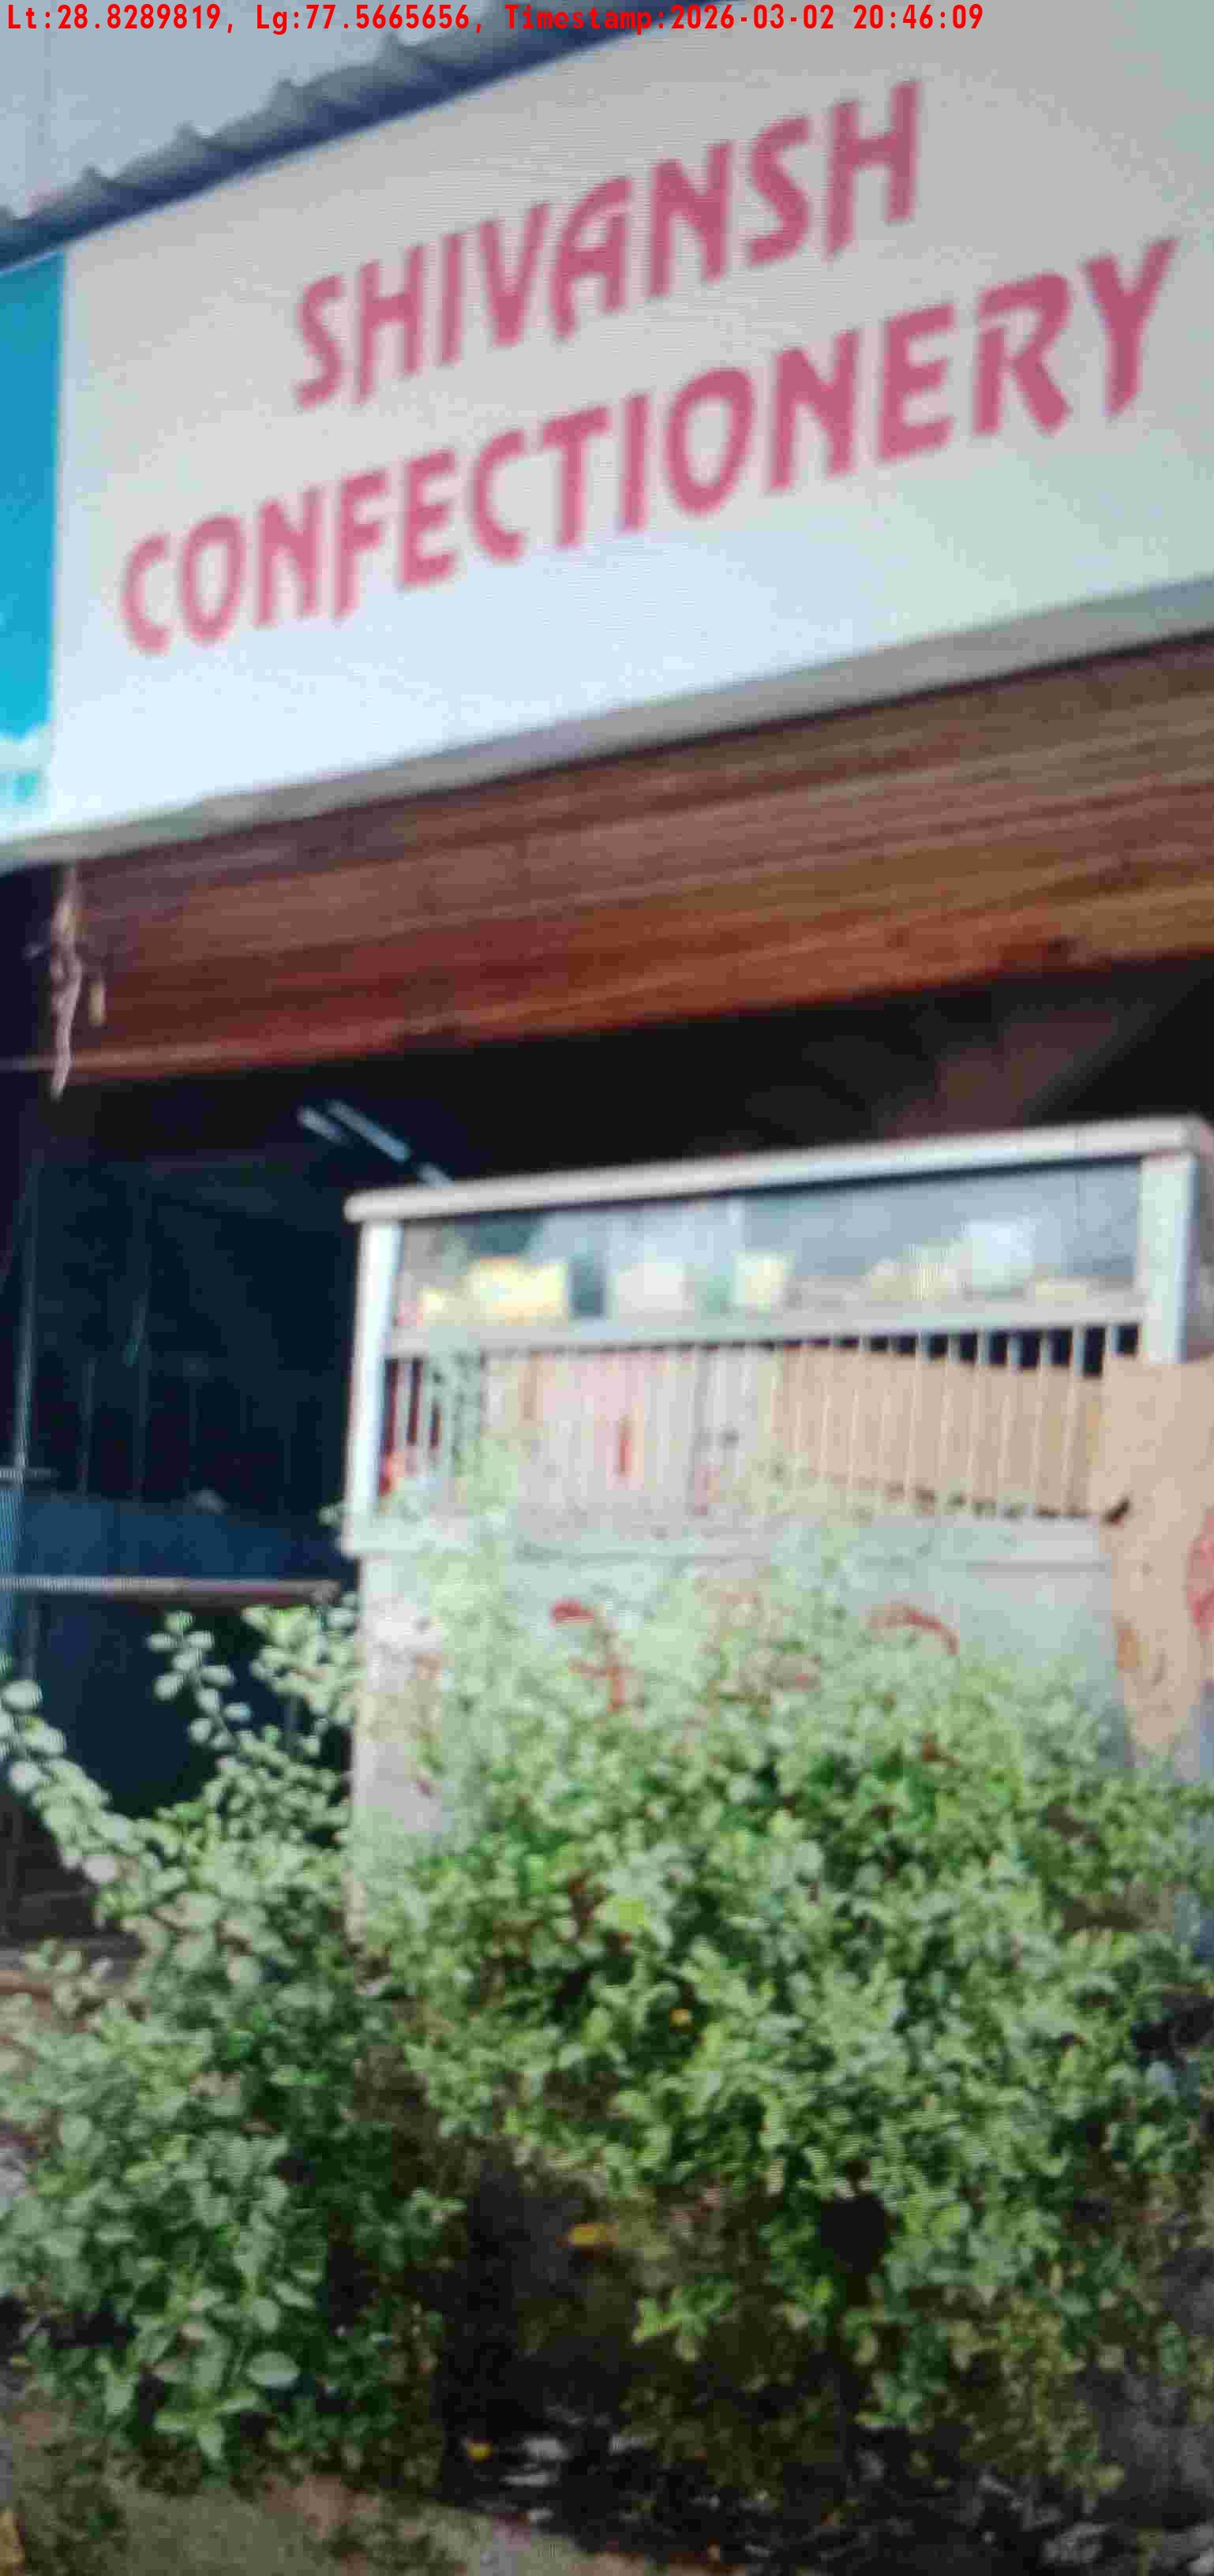 Lt:28.8289819, Lg:77.5665656, Timestamp:2026-03-02 20:46:09
SHIVANSH
CONFECTIONERY